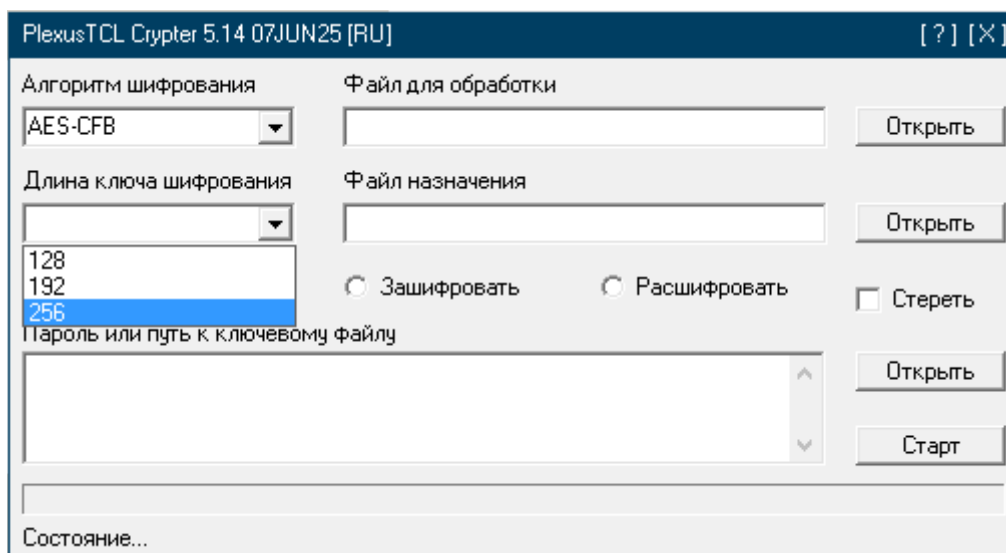 PlexusTCL Crypter 5.14 07JUN25 [RU] [ ? ] [ X ]
Алгоритм шифрования Файл для обработки
AES-CFB Открыть
Длина ключа шифрования Файл назначения
Открыть
128
192 Зашифровать Расшифровать
256 Стереть
Пароль или путь к ключевому файлу
Открыть
Старт
Состояние...